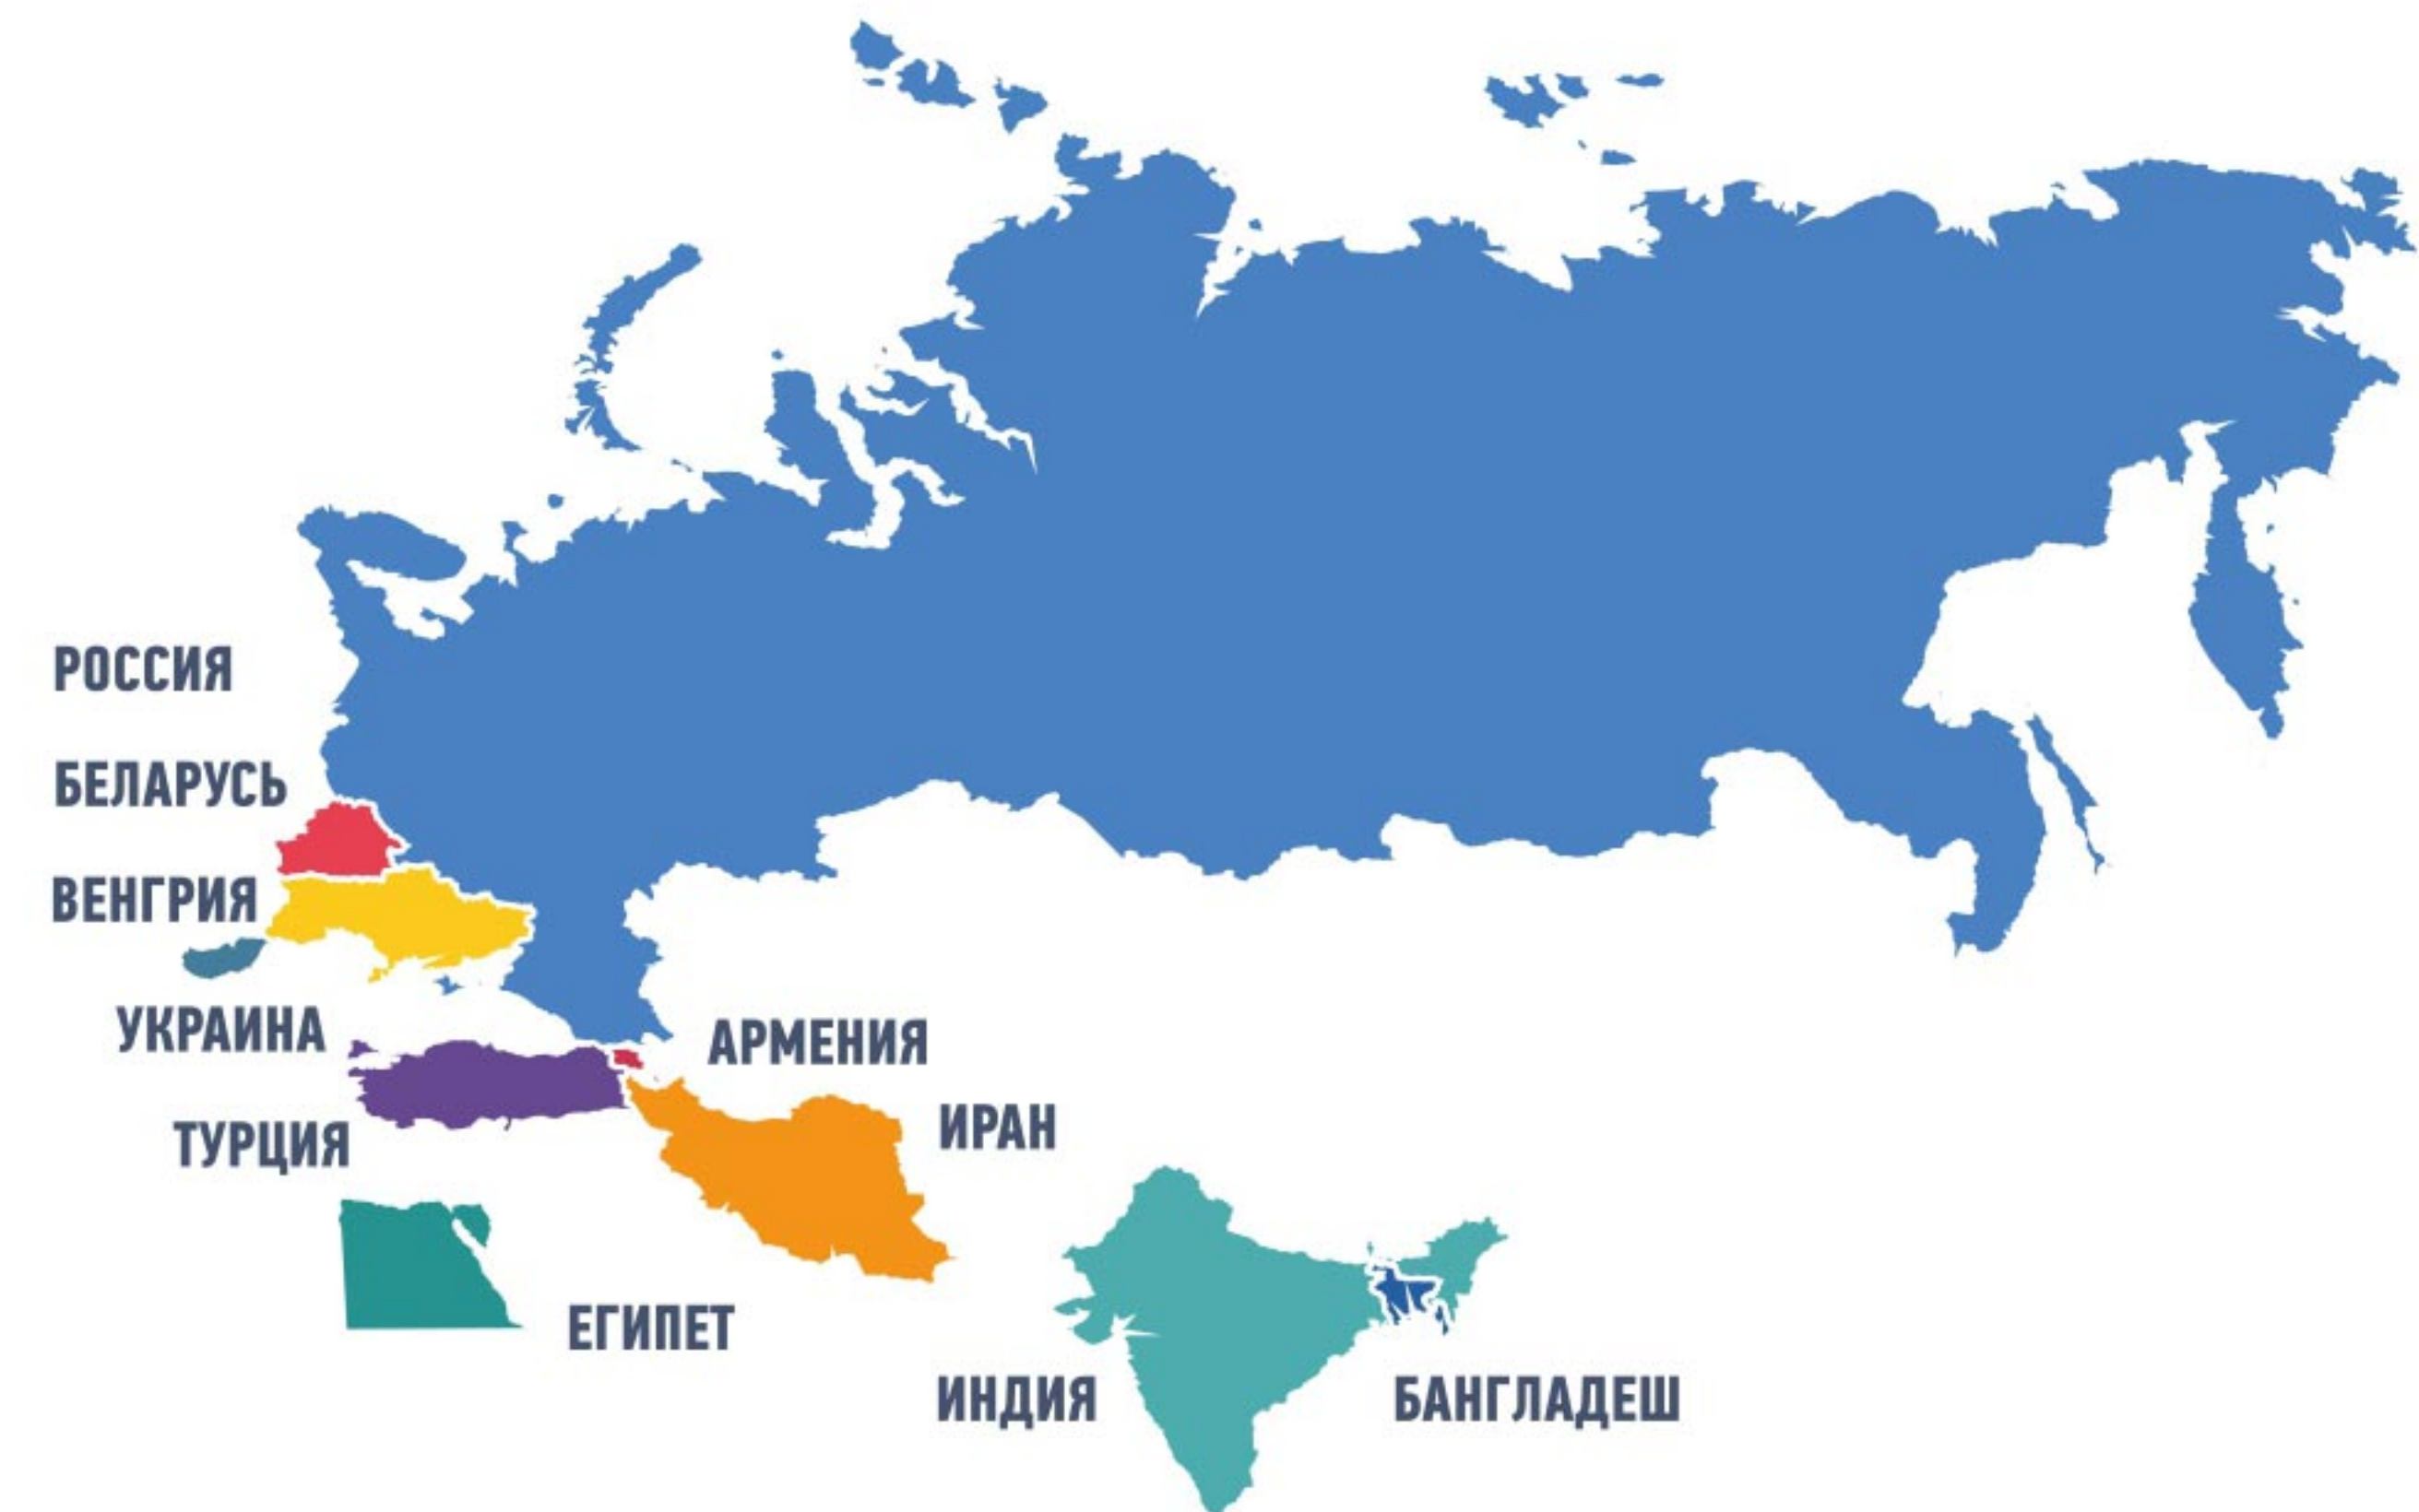 РОССИЯ
БЕЛАРУСЬ
ВЕНГРИЯ
УКРАИНА
АРМЕНИЯ
ИРАН
ТУРЦИЯ
ЕГИПЕТ
ИНДИЯ
БАНГЛАДЕШ